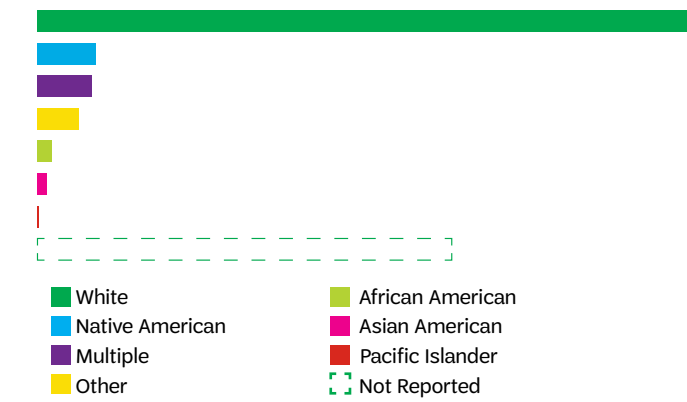 White
Native American
Multiple
Other
African American
Asian American
Pacific Islander
Not Reported